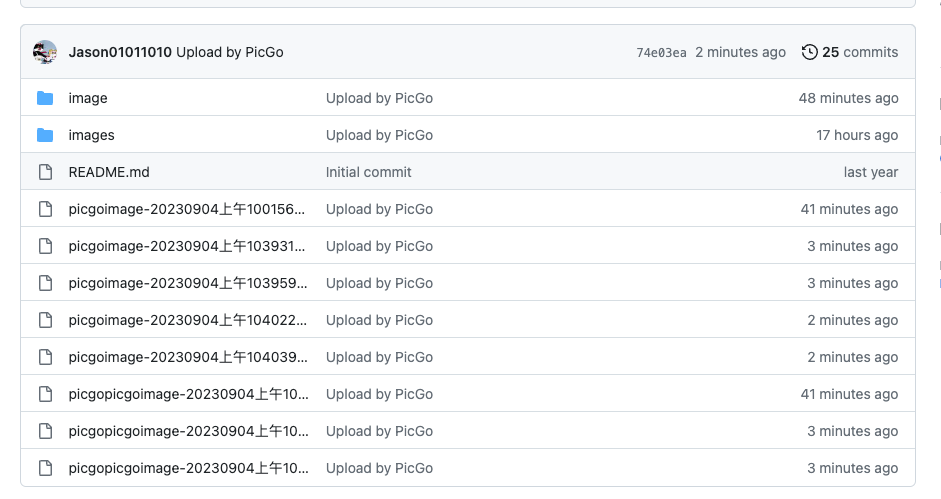 Jason01011010 Upload by PicGo 74e03ea 2 minutes ago 25 commits
image Upload by PicGo 48 minutes ago
images Upload by PicGo 17 hours ago
README.md Initial commit last year
picgoimage-20230904上午100156... Upload by PicGo 41 minutes ago
picgoimage-20230904上午103931... Upload by PicGo 3 minutes ago
picgoimage-20230904上午103959... Upload by PicGo 3 minutes ago
picgoimage-20230904上午104022... Upload by PicGo 2 minutes ago
picgoimage-20230904上午104039... Upload by PicGo 2 minutes ago
picgopicgoimage-20230904上午10... Upload by PicGo 41 minutes ago
picgopicgoimage-20230904上午10... Upload by PicGo 3 minutes ago
picgopicgoimage-20230904上午10... Upload by PicGo 3 minutes ago